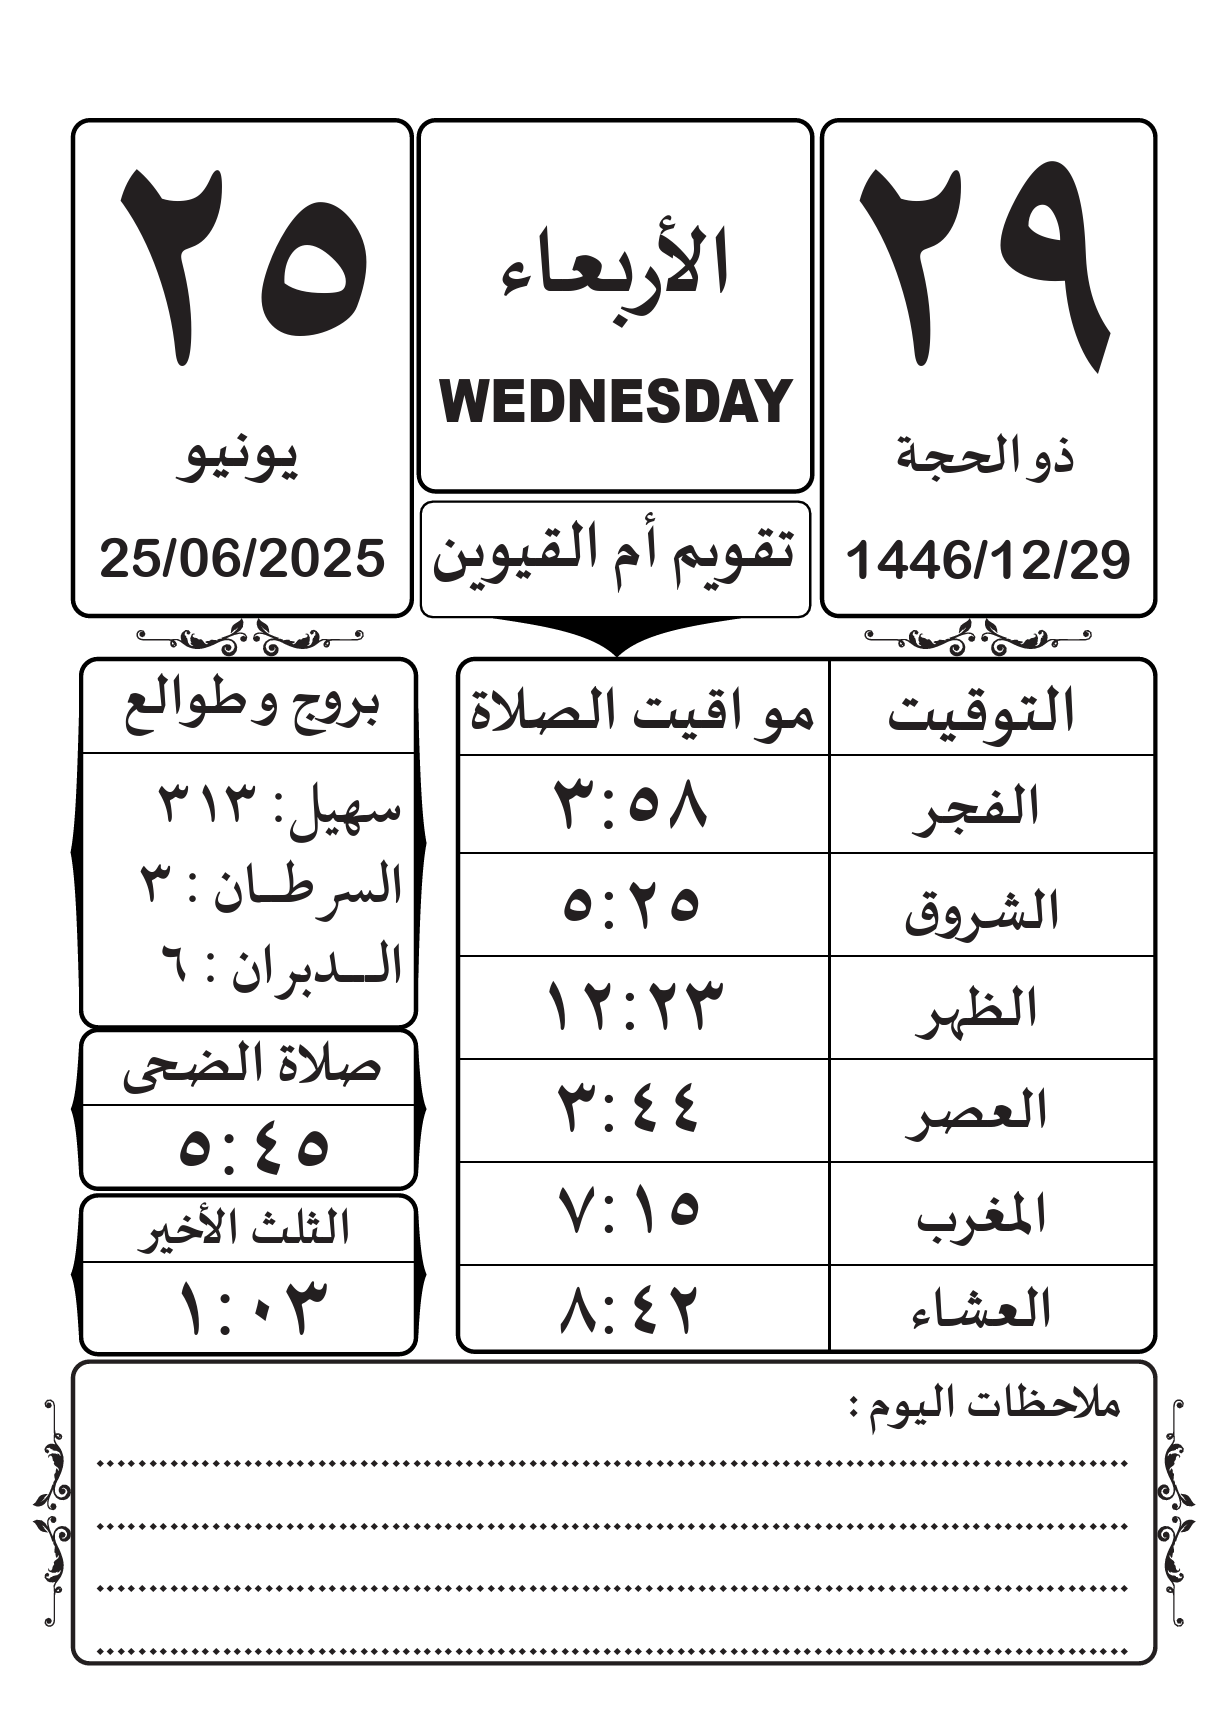 ٢٩
ذو الحجة
1446/12/29
الأربعاء
WEDNESDAY
تقويم أم القيوين
٢٥
يونيو
25/06/2025
التوقيت مو اقيت الصلاة
الفجر ٣:٥٨
الشروق ٥:٢٥
الظهر ١٢:٢٣
العصر ٣:٤٤
المغرب ٧:١٥
العشاء ٨:٤٢
بروج و طوالع
سهيل: ٣١٣
السرطـان : ٣
الـدبران : ٦
صلاة الضحى
٥:٤٥
الثلث الأخير
١:٠٣
ملاحظات اليوم :